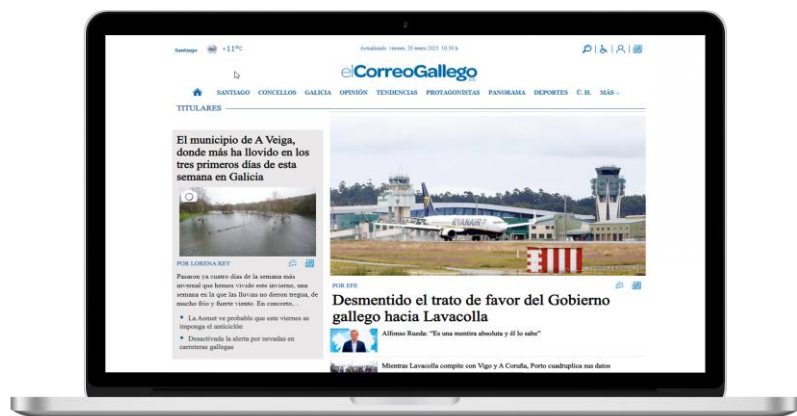 Santiago +11ºC
Actualizado viernes, 20 enero 2023 10:30 h
elCorreoGallego
SANTIAGO CONCELLOS GALICIA OPINIÓN TENDENCIAS PROTAGONISTAS PANORAMA DEPORTES Ú. H. MÁS
TITULARES
El municipio de A Veiga,
donde más ha llovido en los
tres primeros días de esta
semana en Galicia
POR LORENA REY
Pasaron ya cuatro días de la semana más
invernal que hemos vivido este invierno, una
semana en la que las lluvias no dieron tregua, de
mucho frío y fuerte viento. En concreto,...
La Aemet ve probable que este viernes se
imponga el anticiclón
Desactivada la alerta por nevadas en
carreteras gallegas
RYANAIR
POR EFE
Desmentido el trato de favor del Gobierno
gallego hacia Lavacolla
Alfonso Rueda: “Es una mentira absoluta y él lo sabe”
Mientras Lavacolla compite con Vigo y A Coruña, Porto cuadruplica sus datos